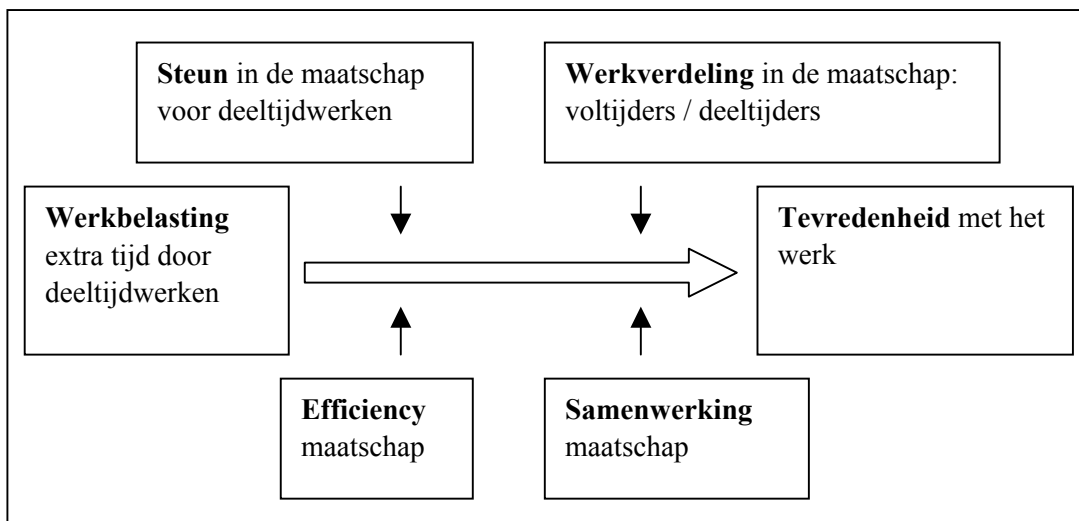 Steun in de maatschap
voor deeltijdwerken
Werkverdeling in de maatschap:
voltijders / deeltijders
Werkbelasting
extra tijd door
deeltijdwerken
Tevredenheid met het
werk
Efficiency
maatschap
Samenwerking
maatschap